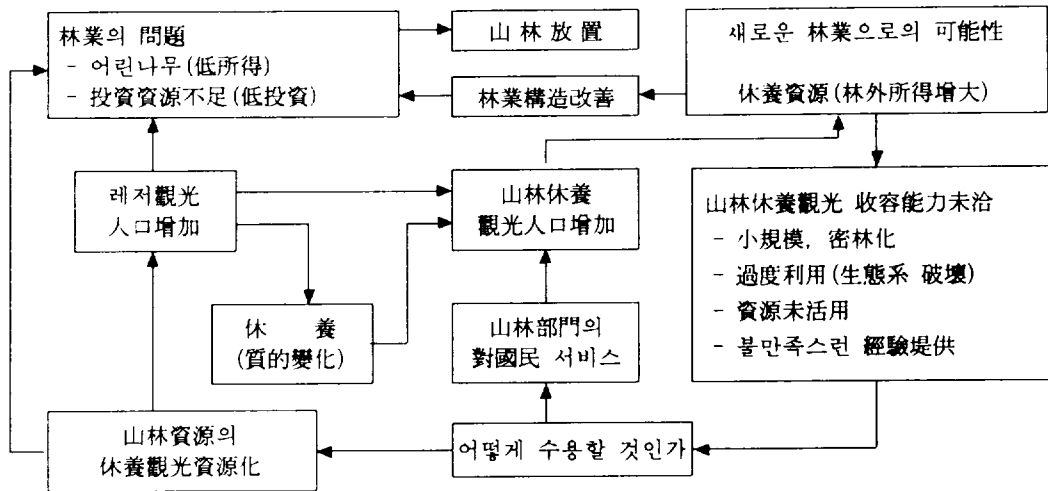 林業의 問題
- 어린나무(低所得)
- 投資資源不足(低投資)
山林放置
林業構造改善
새로운 林業으로의 可能性
休養資源(林外所得增大)
레저觀光
人口增加
山林休養
觀光人口增加
山林休養觀光 收容能力未洽
- 小規模, 密林化
- 過度利用(生態系 破壞)
- 資源未活用
- 불만족스런 經驗堤供
休 養
(質的變化)
山林部門의
對國民 서비스
山林資源의
休養觀光資源化
어떻게 수용할 것인가